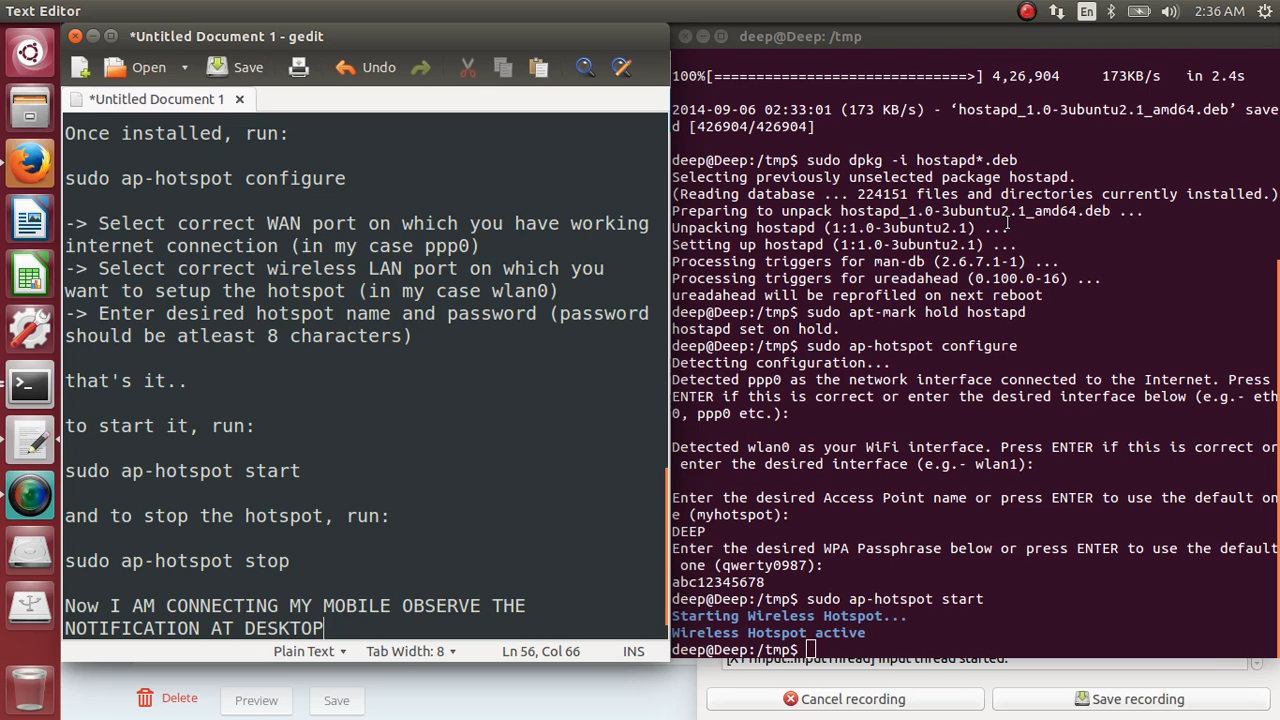 Text Editor
En
2:36 AM
*Untitled Document 1 - gedit
Open
Save
Undo
*Untitled Document 1
Once installed, run:
sudo ap-hotspot configure
-> Select correct WAN port on which you have working
internet connection (in my case ppp0)
-> Select correct wireless LAN port on which you
want to setup the hotspot (in my case wlan0)
-> Enter desired hotspot name and password (password
should be atleast 8 characters)
that's it..
to start it, run:
sudo ap-hotspot start
and to stop the hotspot, run:
sudo ap-hotspot stop
Now I AM CONNECTING MY MOBILE OBSERVE THE
NOTIFICATION AT DESKTOP
Plain Text
Tab Width: 8
Ln 56, Col 66
INS
Delete
Preview
Save
deep@Deep: /tmp
100%[==============================>] 4,26,904 173KB/s in 2.4s
2014-09-06 02:33:01 (173 KB/s) - ‘hostapd_1.0-3ubuntu2.1_amd64.deb’ save
d [426904/426904]
deep@Deep:/tmp$ sudo dpkg -i hostapd*.deb
Selecting previously unselected package hostapd.
(Reading database ... 224151 files and directories currently installed.)
Preparing to unpack hostapd_1.0-3ubuntu2.1_amd64.deb ...
Unpacking hostapd (1:1.0-3ubuntu2.1) ...
Setting up hostapd (1:1.0-3ubuntu2.1) ...
Processing triggers for man-db (2.6.7.1-1) ...
Processing triggers for ureadahead (0.100.0-16) ...
ureadahead will be reprofiled on next reboot
deep@Deep:/tmp$ sudo apt-mark hold hostapd
hostapd set on hold.
deep@Deep:/tmp$ sudo ap-hotspot configure
Detecting configuration...
Detected ppp0 as the network interface connected to the Internet. Press
ENTER if this is correct or enter the desired interface below (e.g.- eth
0, ppp0 etc.):
Detected wlan0 as your WiFi interface. Press ENTER if this is correct or
enter the desired interface (e.g.- wlan1):
Enter the desired Access Point name or press ENTER to use the default on
e (myhotspot):
DEEP
Enter the desired WPA Passphrase below or press ENTER to use the default
one (qwerty0987):
abc12345678
deep@Deep:/tmp$ sudo ap-hotspot start
Starting Wireless Hotspot...
Wireless Hotspot active
deep@Deep:/tmp$
input thread started.
Cancel recording
Save recording